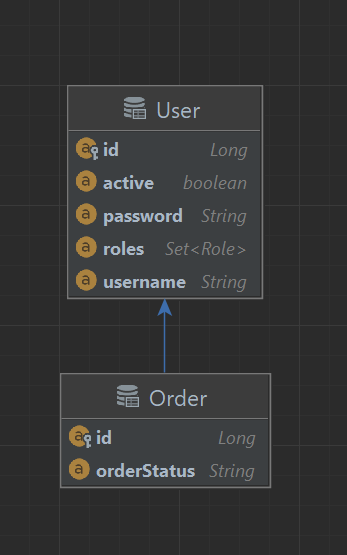 User
id Long
active boolean
password String
roles Set<Role>
username String
Order
id Long
orderStatus String